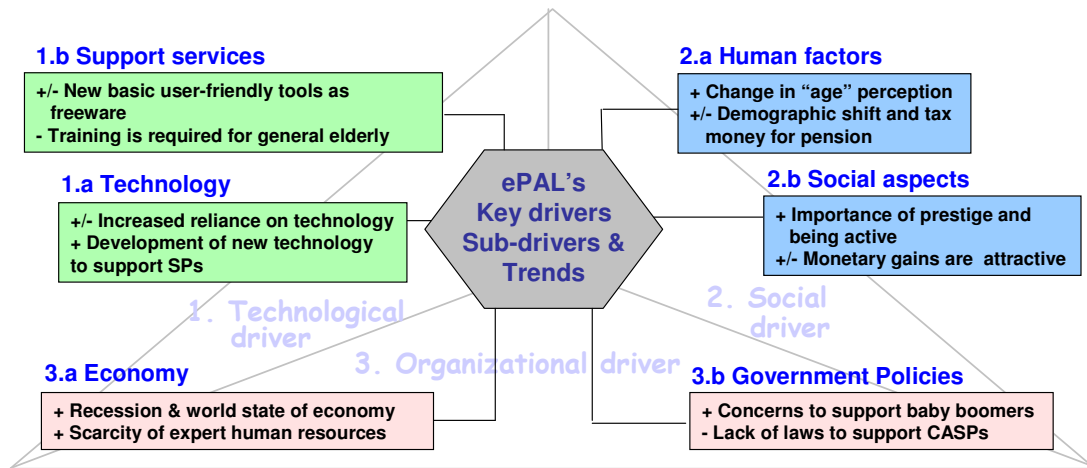 1.b Support services
+/- New basic user-friendly tools as
freeware
- Training is required for general elderly
2.a Human factors
+ Change in “age” perception
+/- Demographic shift and tax
money for pension
1.a Technology
+/- Increased reliance on technology
+ Development of new technology
to support SPs
ePAL’s
Key drivers
Sub-drivers &
Trends
2.b Social aspects
+ Importance of prestige and
being active
+/- Monetary gains are attractive
1. Technological
driver
2. Social
driver
3. Organizational driver
3.a Economy
+ Recession & world state of economy
+ Scarcity of expert human resources
3.b Government Policies
+ Concerns to support baby boomers
- Lack of laws to support CASPs